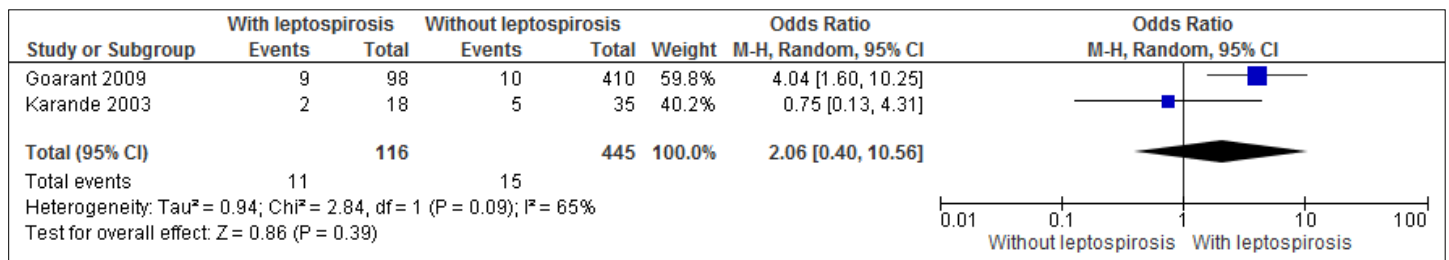 With leptospirosis Without leptospirosis Odds Ratio Odds Ratio
Study or Subgroup Events Total Events Total Weight M-H, Random, 95% CI M-H, Random, 95% CI
Goarant 2009 9 98 10 410 59.8% 4.04 [1.60, 10.25]
Karande 2003 2 18 5 35 40.2% 0.75 [0.13, 4.31]
Total (95% CI) 116 445 100.0% 2.06 [0.40, 10.56]
Total events 11 15
Heterogeneity: Tau² = 0.94; Chi² = 2.84, df = 1 (P = 0.09); I² = 65%
Test for overall effect: Z = 0.86 (P = 0.39)
0.01 0.1 1 10 100
Without leptospirosis With leptospirosis